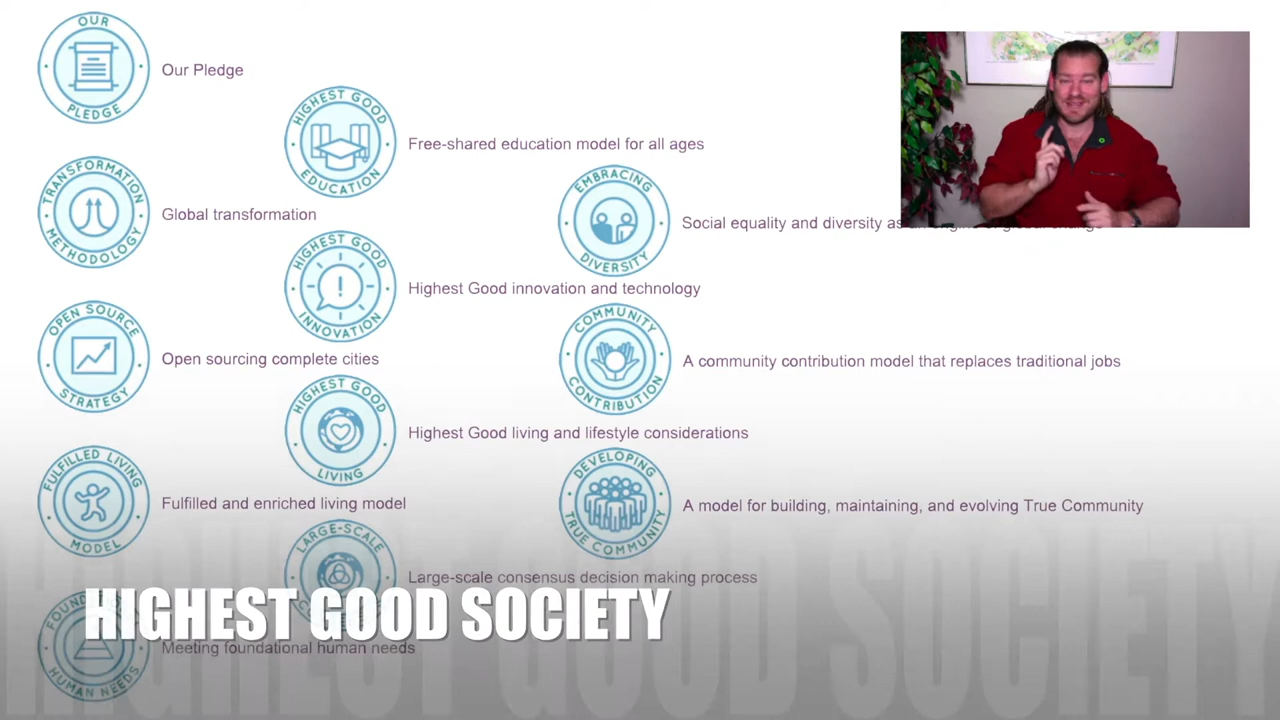 OUR
PLEDGE
Our Pledge
HIGHEST GOOD
EDUCATION
Free-shared education model for all ages
TRANSFORMATION
METHODOLOGY
Global transformation
EMBRACING
DIVERSITY
Social equality and diversity as
HIGHEST GOOD
INNOVATION
Highest Good innovation and technology
OPEN SOURCE
STRATEGY
Open sourcing complete cities
COMMUNITY
CONTRIBUTION
A community contribution model that replaces traditional jobs
HIGHEST GOOD
LIVING
Highest Good living and lifestyle considerations
FULFILLED LIVING
MODEL
Fulfilled and enriched living model
DEVELOPING
TRUE COMMUNITY
A model for building, maintaining, and evolving True Community
LARGE-SCALE
Large-scale consensus decision making process
HIGHEST GOOD SOCIETY
HUMAN NEEDS
Meeting foundational human needs
HIGHEST GOOD SOCIETY